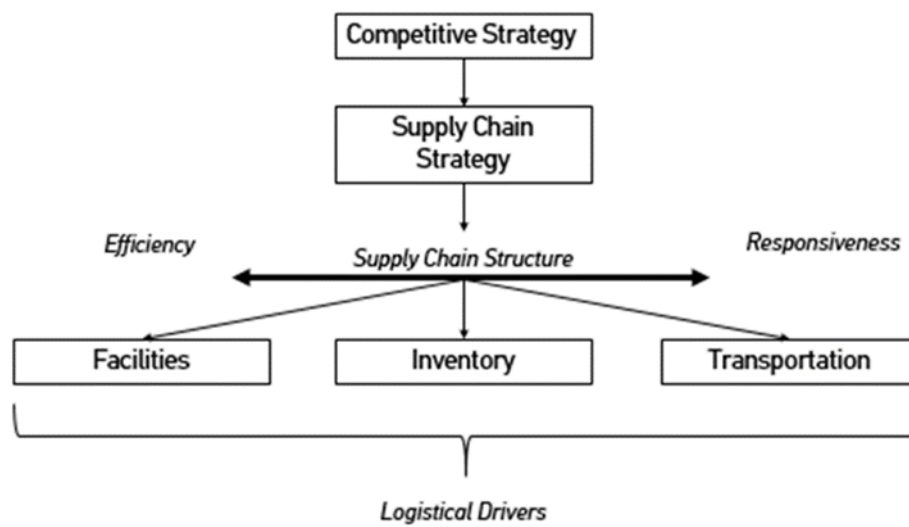 Competitive Strategy
Supply Chain
Strategy
Efficiency
Responsiveness
Supply Chain Structure
Facilities
Inventory
Transportation
Logistical Drivers